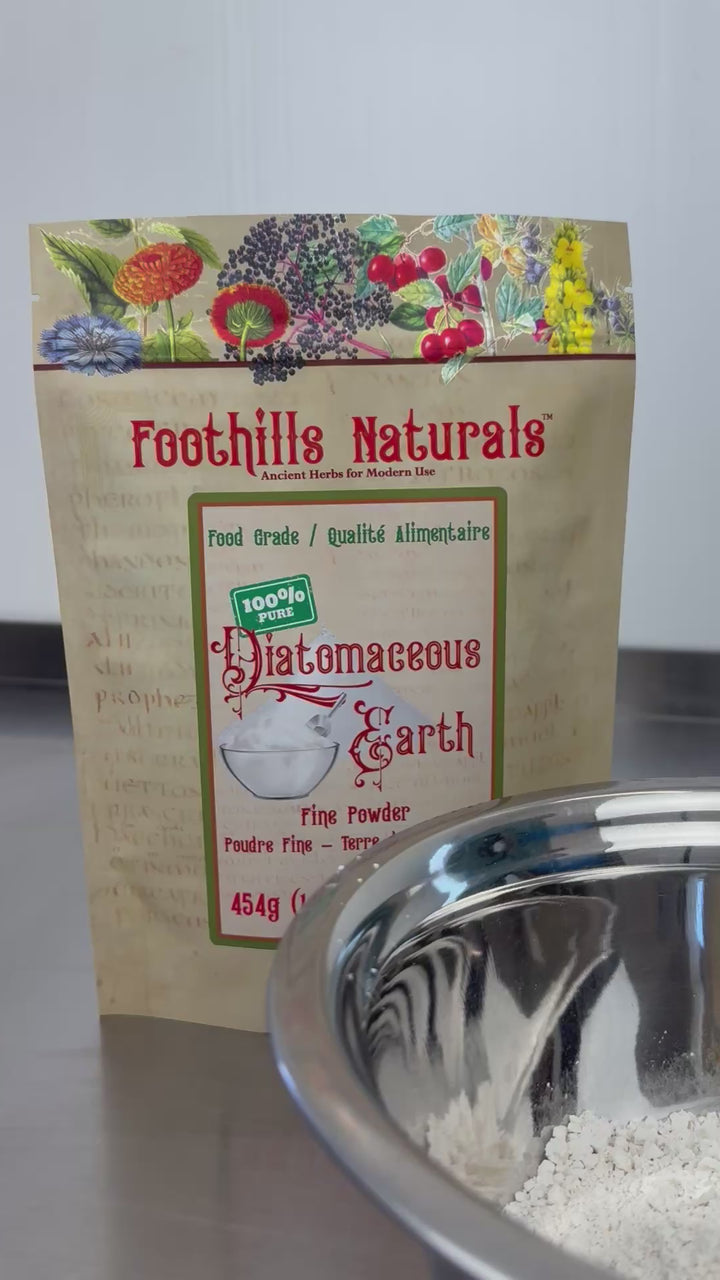 Foothills Naturals™
Ancient Herbs for Modern Use
Food Grade / Qualité Alimentaire
100%
PURE
Diatomaceous
Earth
Fine Powder
Poudre Fine – Terre
454g (